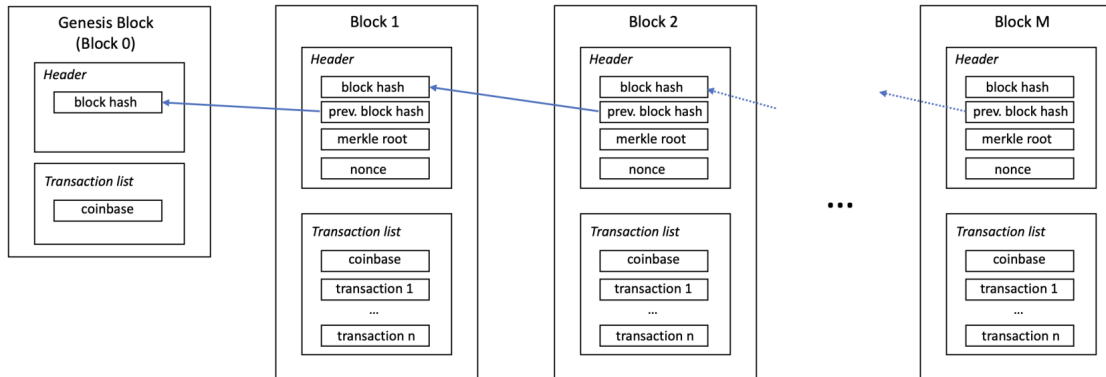 Genesis Block
(Block 0)
Header
block hash
Transaction list
coinbase
Block 1
Header
block hash
prev. block hash
merkle root
nonce
Transaction list
coinbase
transaction 1
...
transaction n
Block 2
Header
block hash
prev. block hash
merkle root
nonce
Transaction list
coinbase
transaction 1
...
transaction n
...
Block M
Header
block hash
prev. block hash
merkle root
nonce
Transaction list
coinbase
transaction 1
...
transaction n